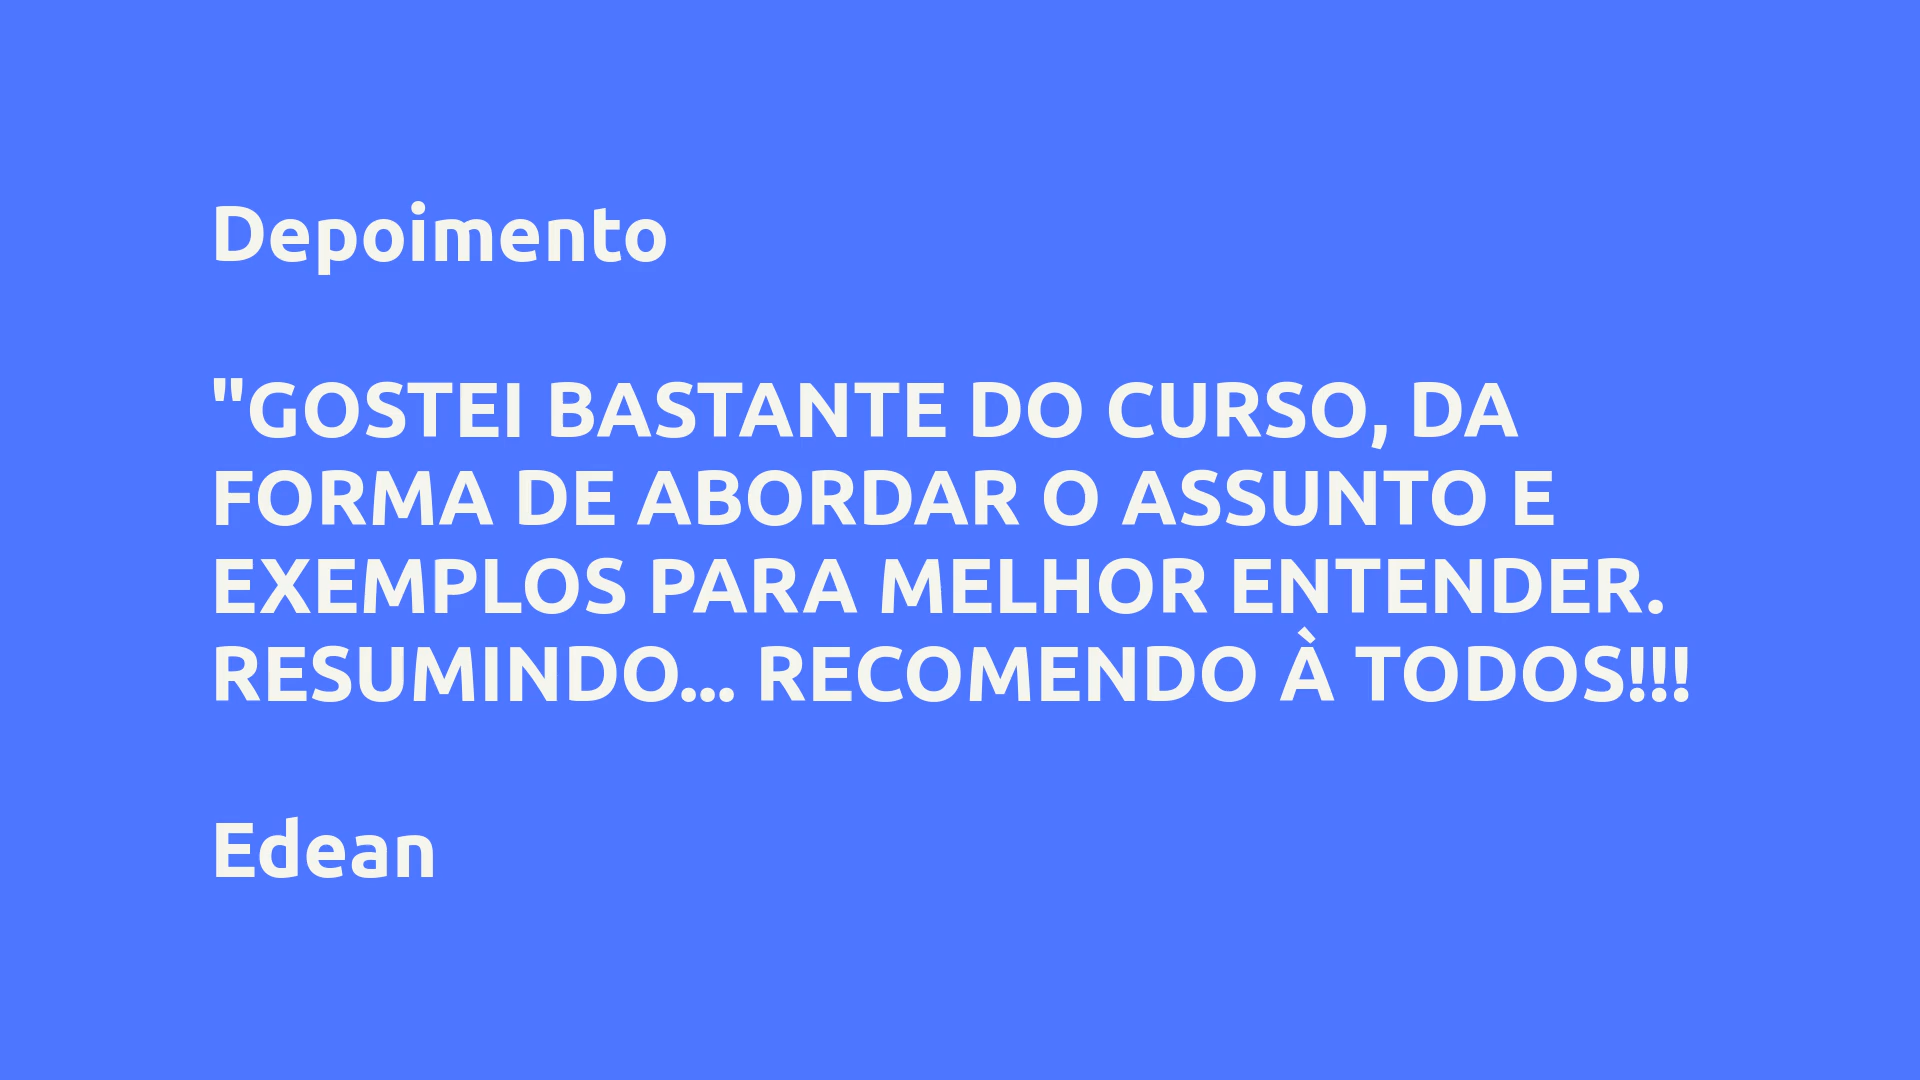 Depoimento
"GOSTEI BASTANTE DO CURSO, DA
FORMA DE ABORDAR O ASSUNTO E
EXEMPLOS PARA MELHOR ENTENDER.
RESUMINDO... RECOMENDO À TODOS!!!
Edean